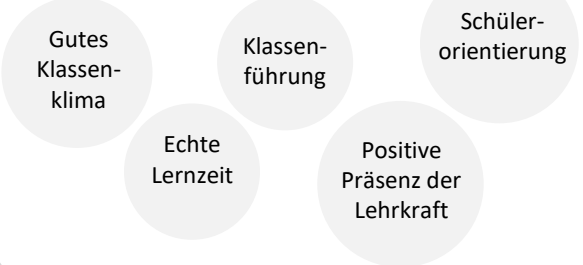 Gutes
Klassen-
klima
Klassen-
führung
Schüler-
orientierung
Echte
Lernzeit
Positive
Präsenz der
Lehrkraft